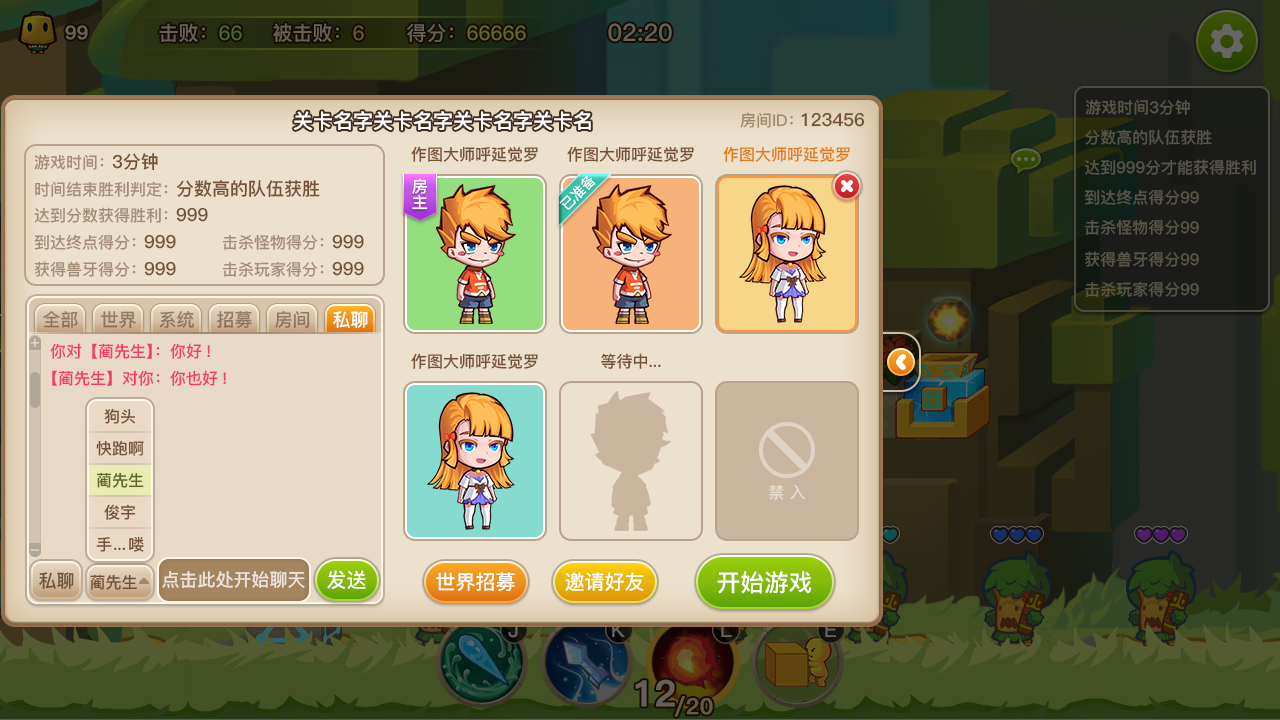 99
击败：66 被击败：6 得分：66666
02:20
关卡名字关卡名字关卡名字关卡名
房间ID：123456
游戏时间：3分钟
时间结束胜利判定：分数高的队伍获胜
达到分数获得胜利：999
到达终点得分：999 击杀怪物得分：999
获得兽牙得分：999 击杀玩家得分：999
全部 世界 系统 招募 房间 私聊
你对【蔺先生】：你好！
【蔺先生】对你：你也好！
狗头
快跑啊
蔺先生
俊宇
手...喽
私聊 蔺先生 点击此处开始聊天 发送
作图大师呼延觉罗 作图大师呼延觉罗 作图大师呼延觉罗
房主
已准备
作图大师呼延觉罗 等待中...
禁入
世界招募 邀请好友 开始游戏
游戏时间3分钟
分数高的队伍获胜
达到999分才能获得胜利
到达终点得分99
击杀怪物得分99
获得兽牙得分99
击杀玩家得分99
J K L E
12/20